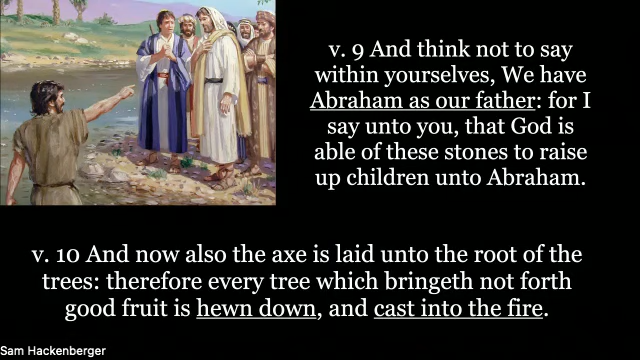 v. 9 And think not to say
within yourselves, We have
Abraham as our father: for I
say unto you, that God is
able of these stones to raise
up children unto Abraham.
v. 10 And now also the axe is laid unto the root of the
trees: therefore every tree which bringeth not forth
good fruit is hewn down, and cast into the fire.
Sam Hackenberger